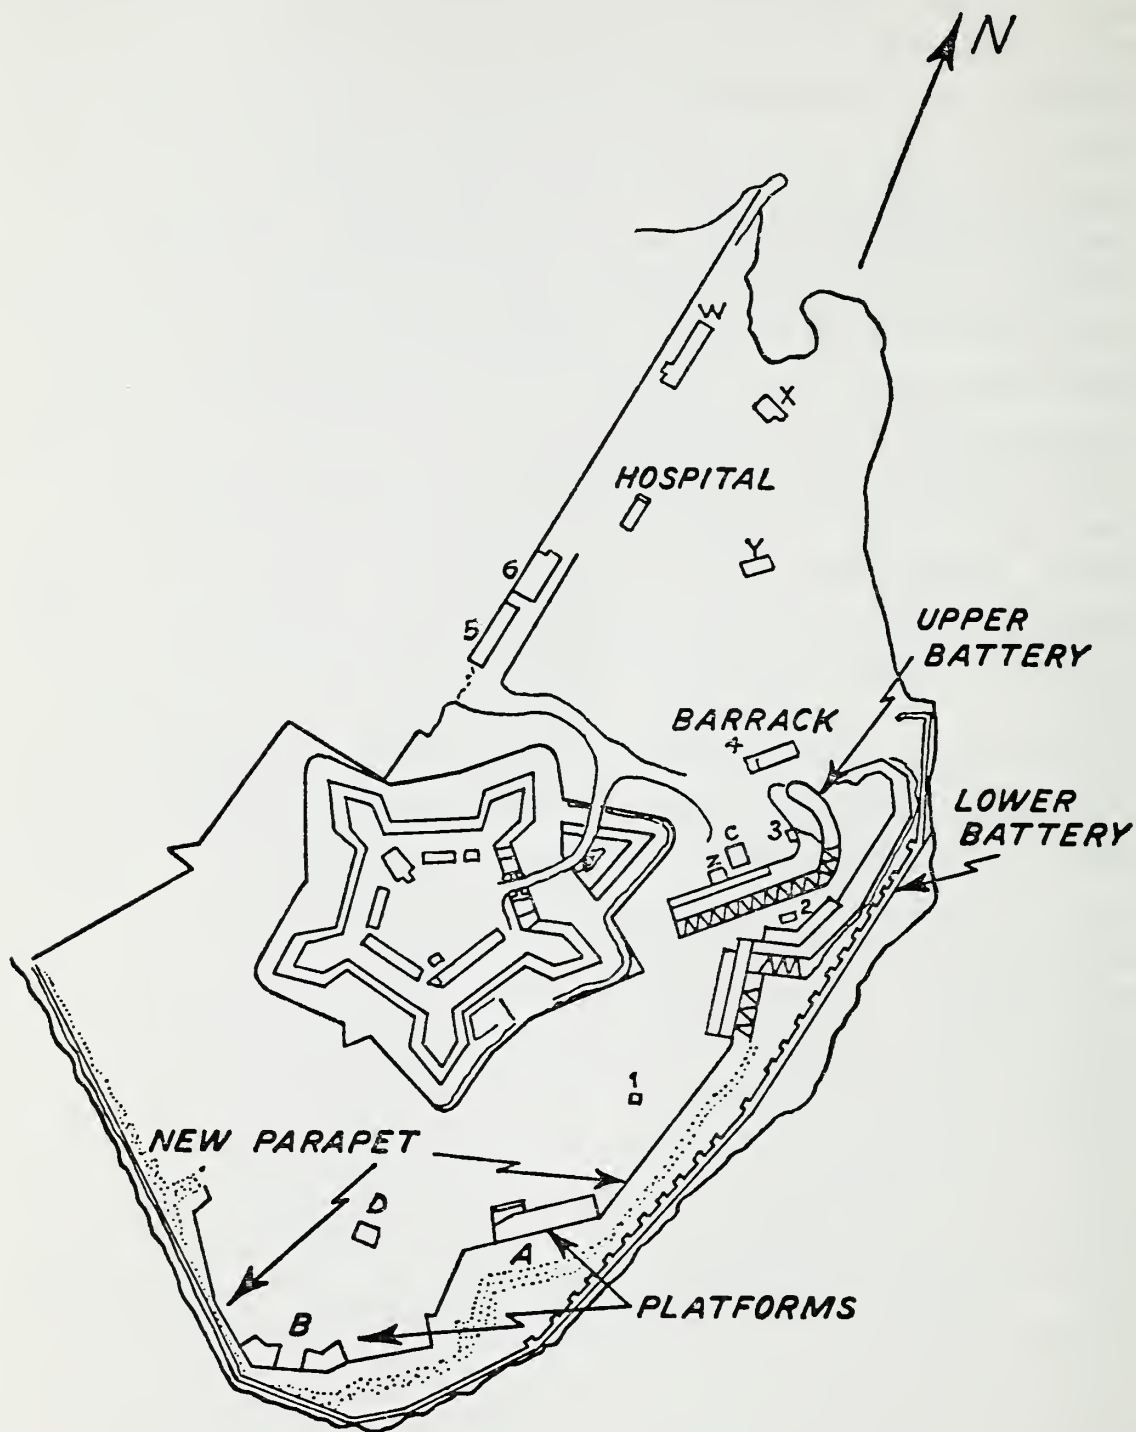 N
W
X
HOSPITAL
Y
6
5
UPPER
BATTERY
BARRACK
4
LOWER
BATTERY
C
3
Z
2
1
NEW PARAPET
D
A
B
PLATFORMS